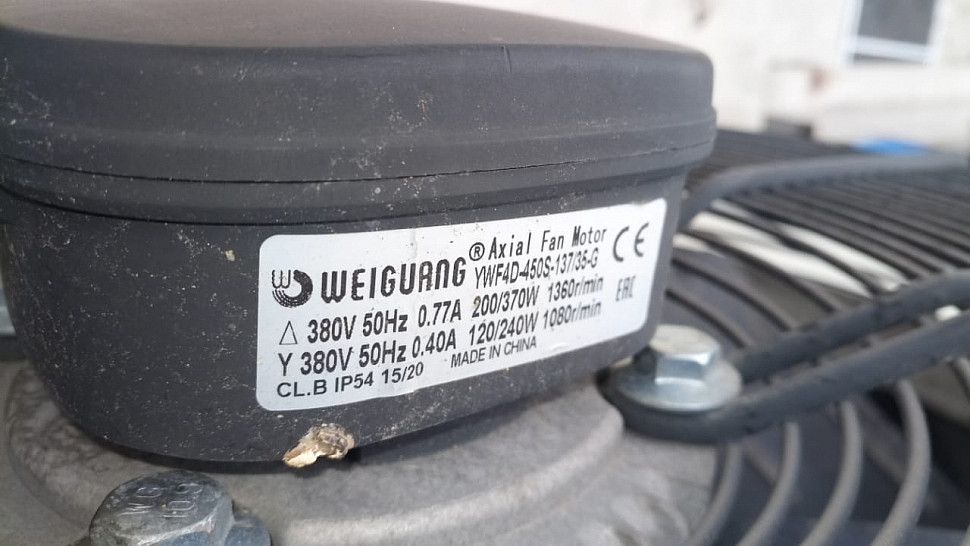 WEIGUANG® Axial Fan Motor
YWF4D-450S-137/35-G
△ 380V 50Hz 0.77A 200/370W 1360r/min
Y 380V 50Hz 0.40A 120/240W 1080r/min
CL.B IP54 15/20 MADE IN CHINA
CE
EAC